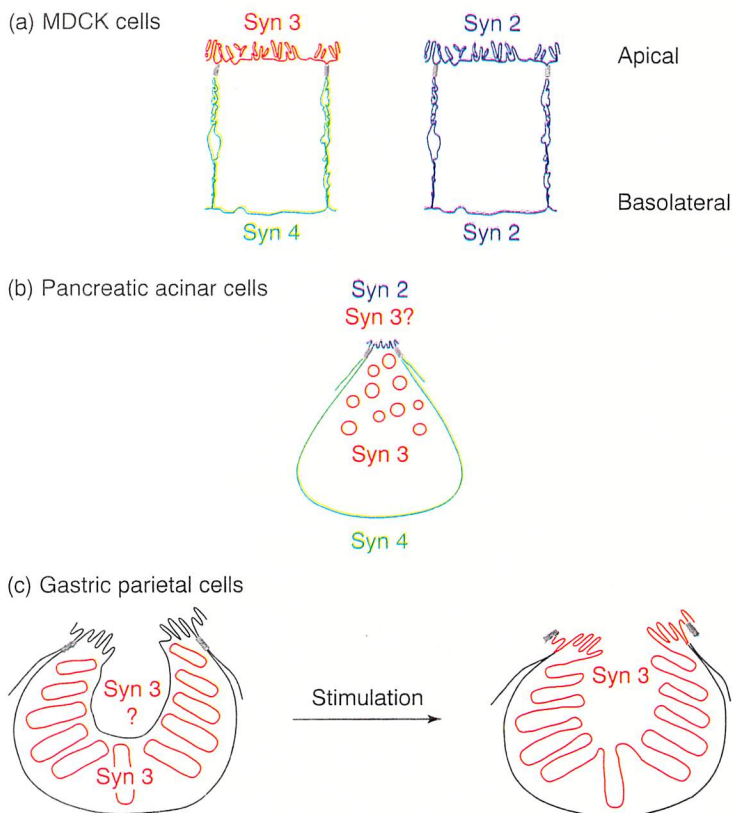 (a) MDCK cells
Syn 3
Syn 2
Apical
Basolateral
Syn 4
Syn 2
(b) Pancreatic acinar cells
Syn 2
Syn 3?
Syn 3
Syn 4
(c) Gastric parietal cells
Syn 3
?
Syn 3
Stimulation
Syn 3